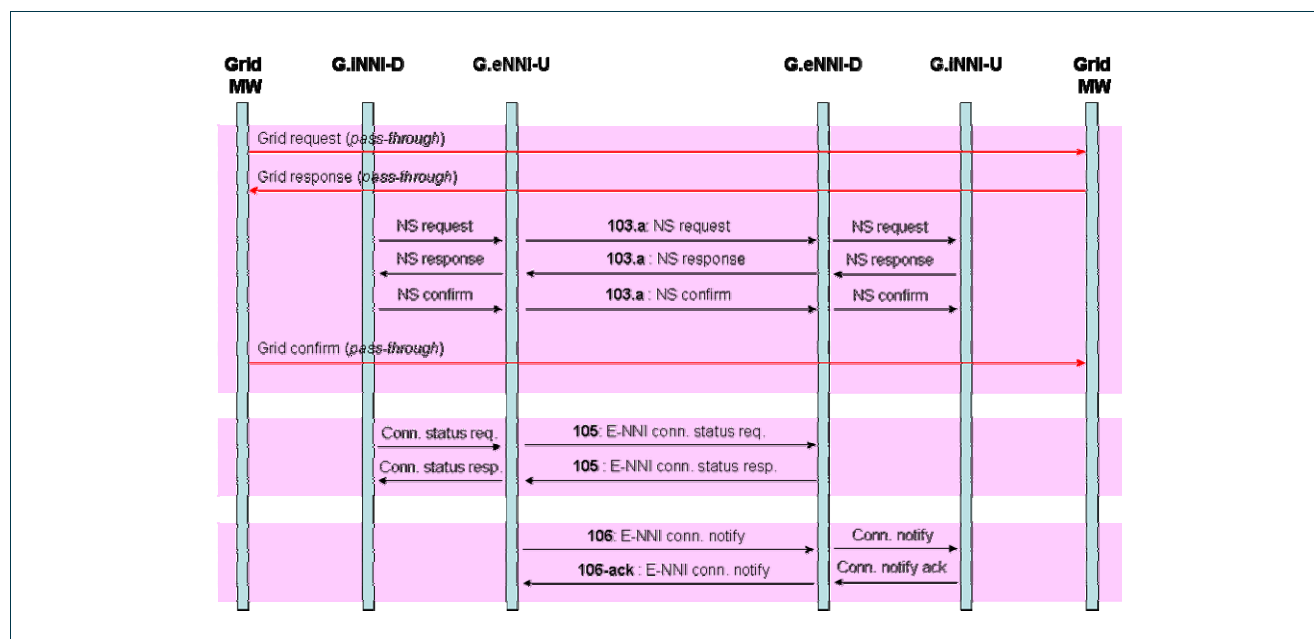 Grid MW G.INNI-D G.eNNI-U G.eNNI-D G.INNI-U Grid MW
Grid request (pass-through)
Grid response (pass-through)
NS request 103.a: NS request NS request
NS response 103.a : NS response NS response
NS confirm 103.a : NS confirm NS confirm
Grid confirm (pass-through)
Conn. status req. 105: E-NNI conn. status req.
Conn. status resp. 105 : E-NNI conn. status resp.
106: E-NNI conn. notify Conn. notify
106-ack : E-NNI conn. notify Conn. notify ack